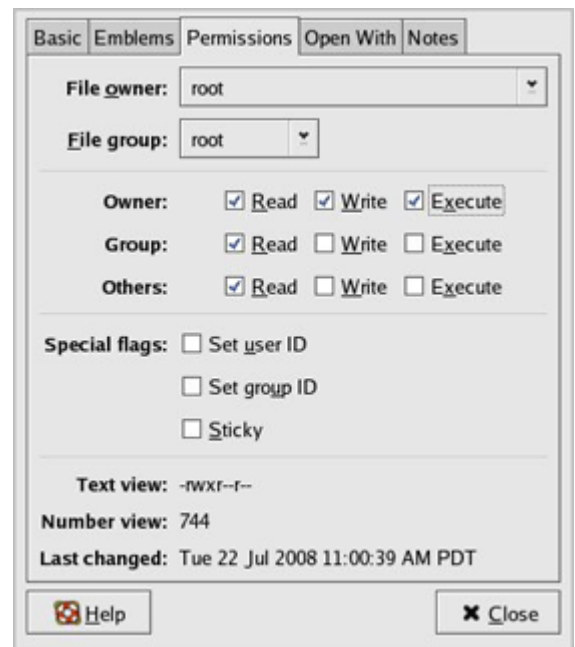 Basic Emblems Permissions Open With Notes
File owner: root
File group: root
Owner: Read Write Execute
Group: Read Write Execute
Others: Read Write Execute
Special flags: Set user ID
Set group ID
Sticky
Text view: -rwxr--r--
Number view: 744
Last changed: Tue 22 Jul 2008 11:00:39 AM PDT
Help Close